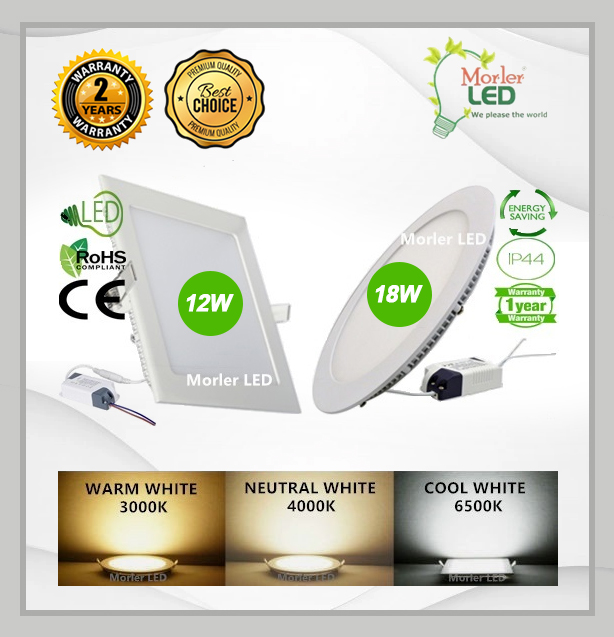 WARRANTY
2
YEARS
WARRANTY
PREMIUM QUALITY
Best
CHOICE
PREMIUM QUALITY
Morler
LED
We please the world
LED
RoHS
COMPLIANT
CE
12W
Morler LED
Morler LED
18W
ENERGY
SAVING
IP44
Warranty
1 year
Warranty
WARM WHITE
3000K
Morler LED
NEUTRAL WHITE
4000K
Morler LED
COOL WHITE
6500K
Morler LED